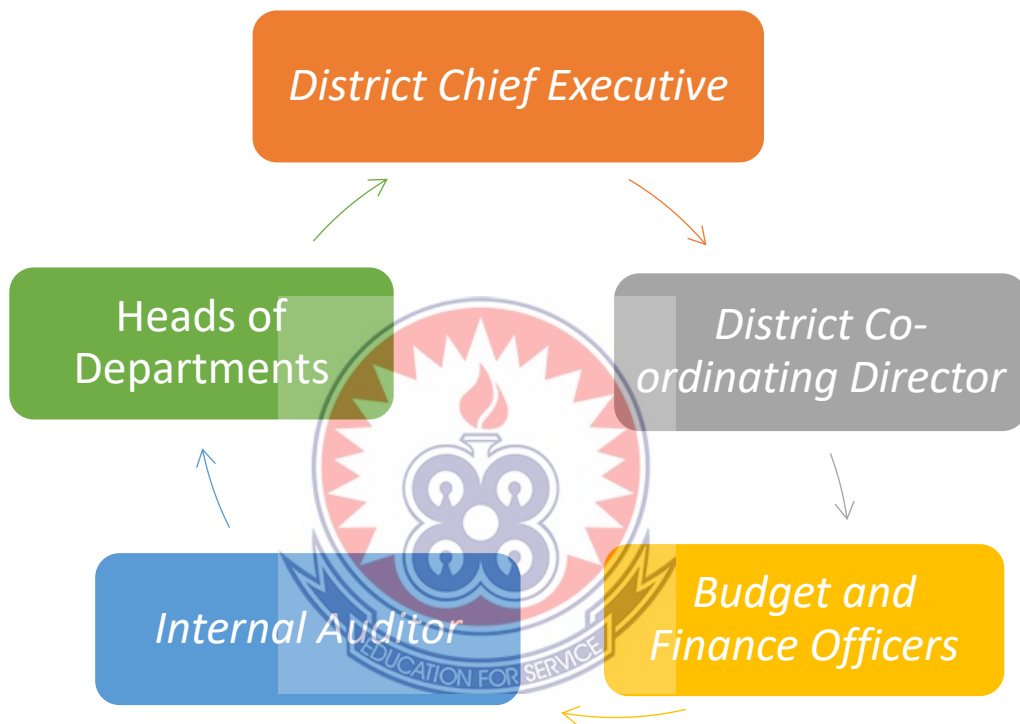 District Chief Executive
Heads of
Departments
District Co-
ordinating Director
Internal Auditor
Budget and
Finance Officers
EDUCATION FOR SERVICE